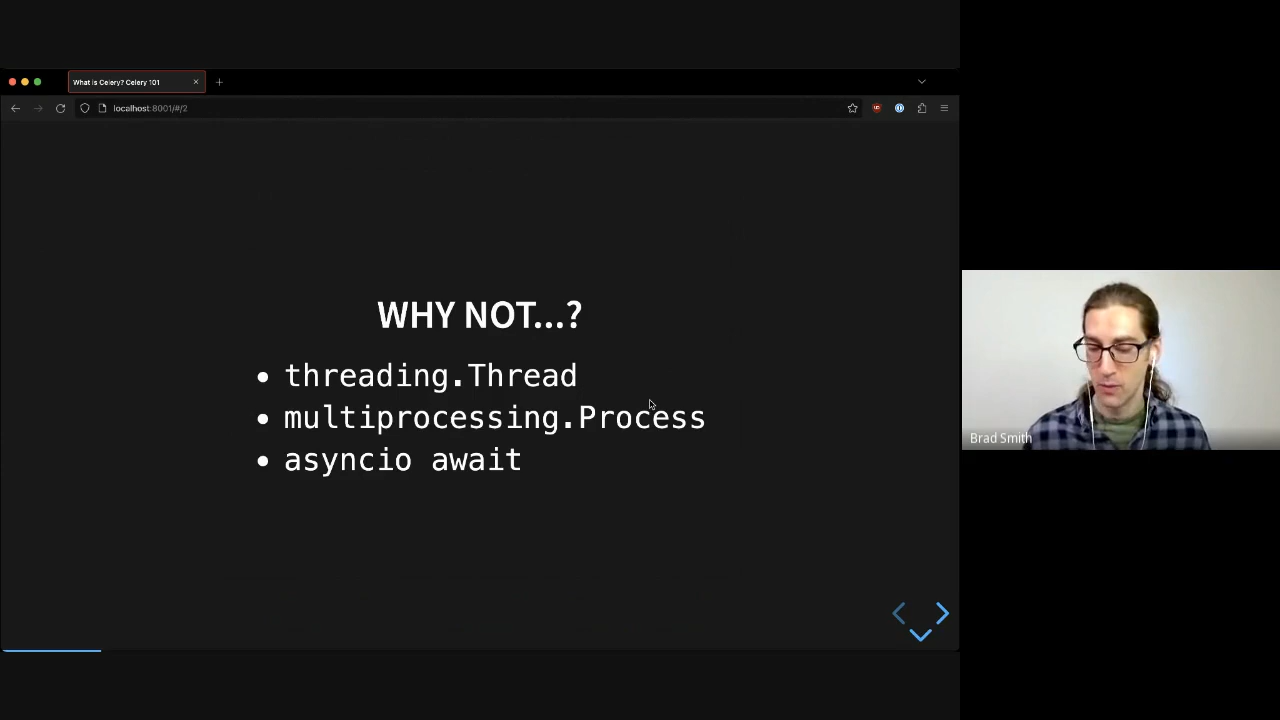 What is Celery? Celery 101
localhost:8001/#/2
WHY NOT...?
threading.Thread
multiprocessing.Process
asyncio await
Brad Smith